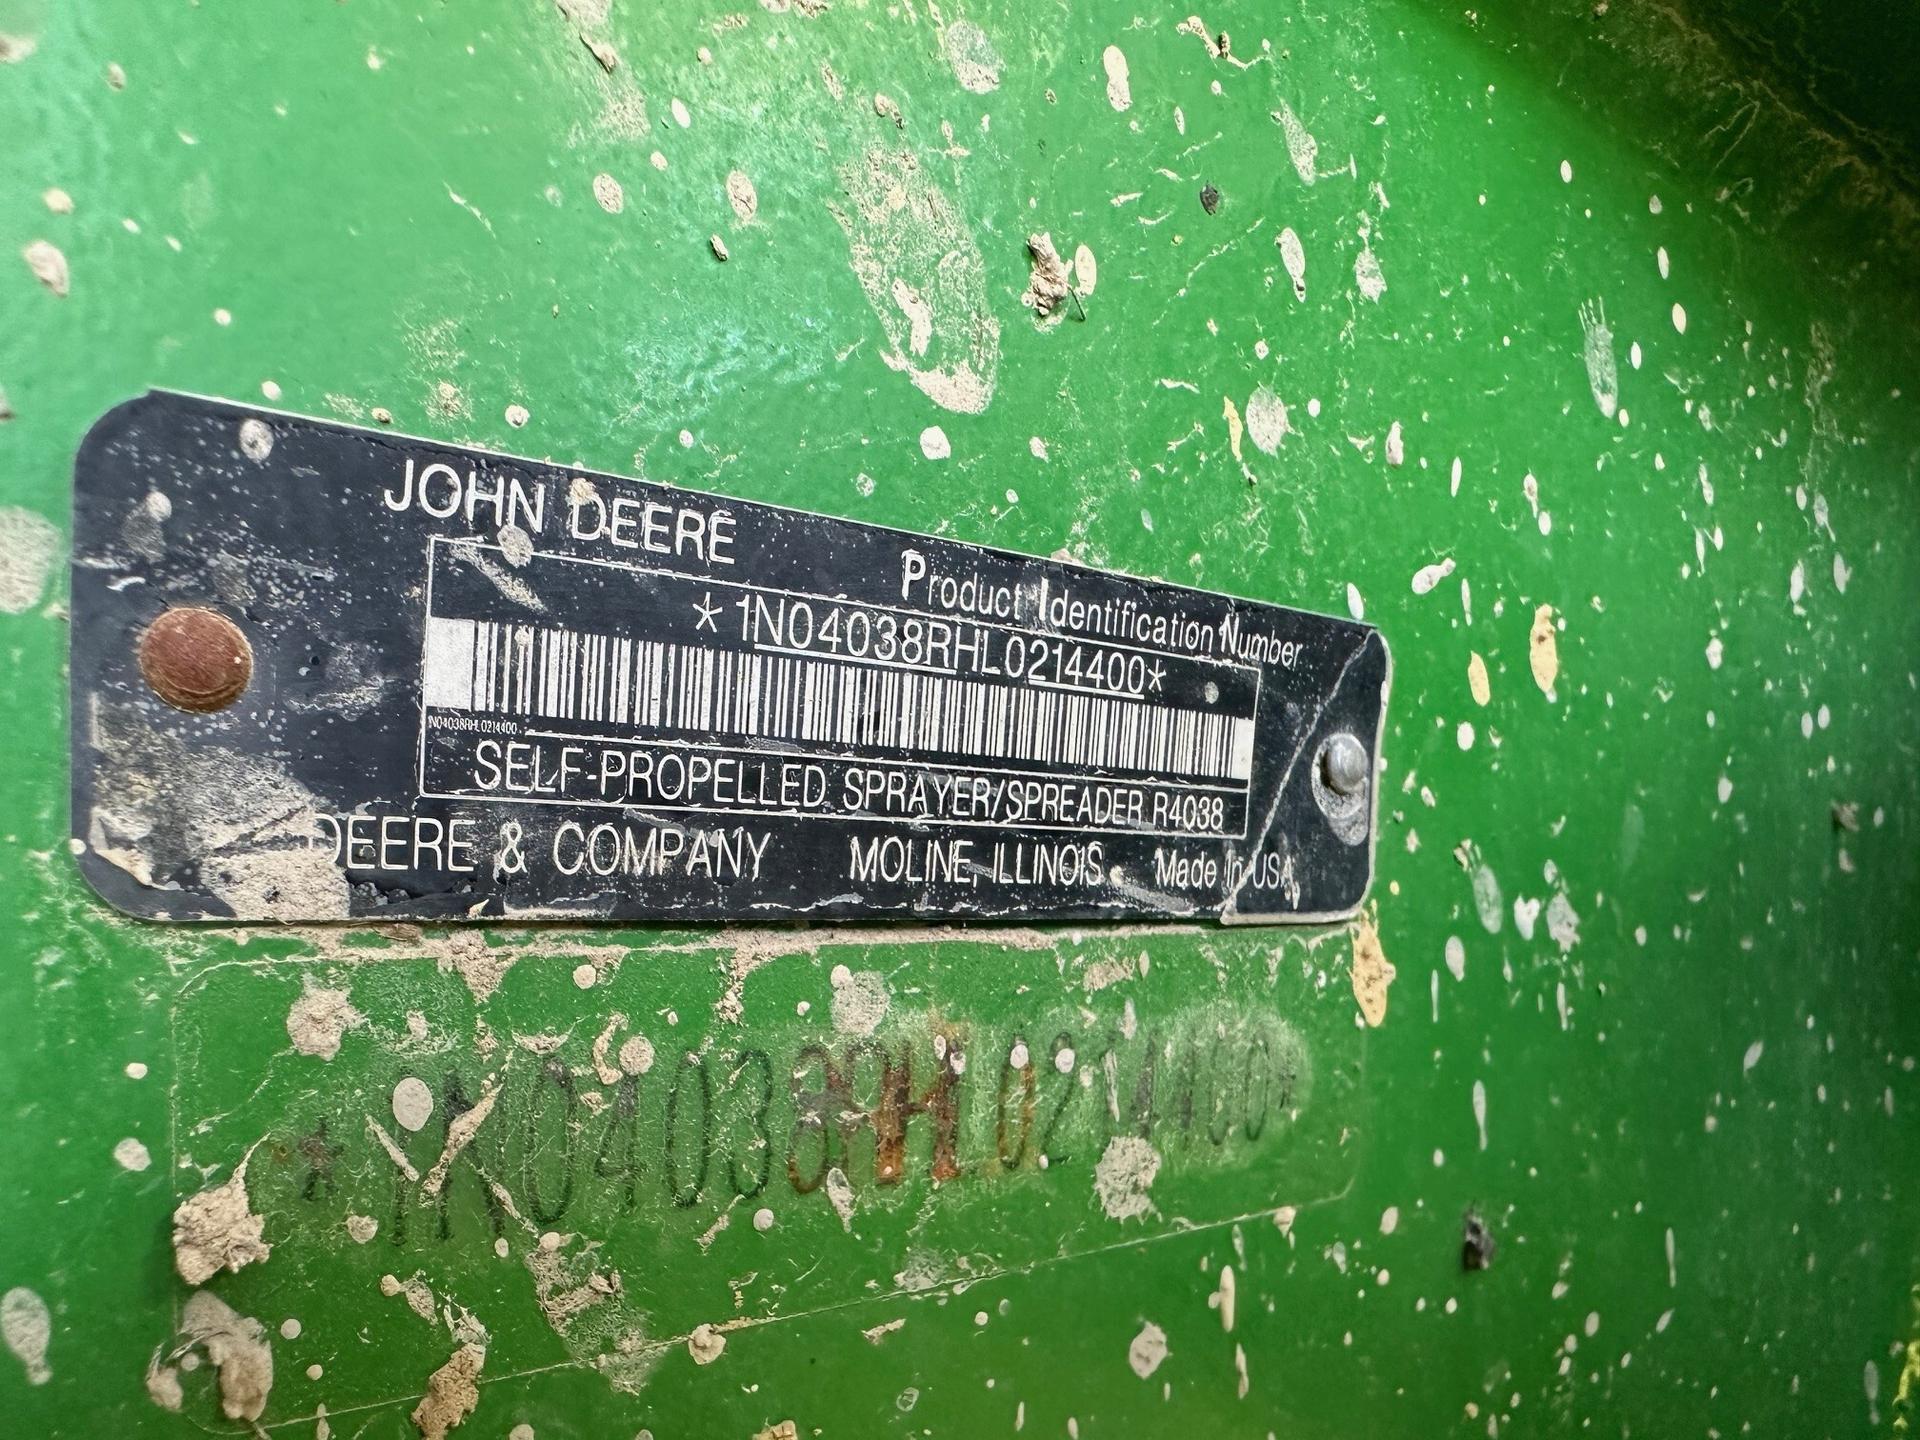 JOHN DEERE
Product Identification Number
*1N04038RHL0214400*
1N04038RHL0214400
SELF-PROPELLED SPRAYER/SPREADER R4038
DEERE & COMPANY MOLINE, ILLINOIS Made in USA
*1N04038RHL0214400*